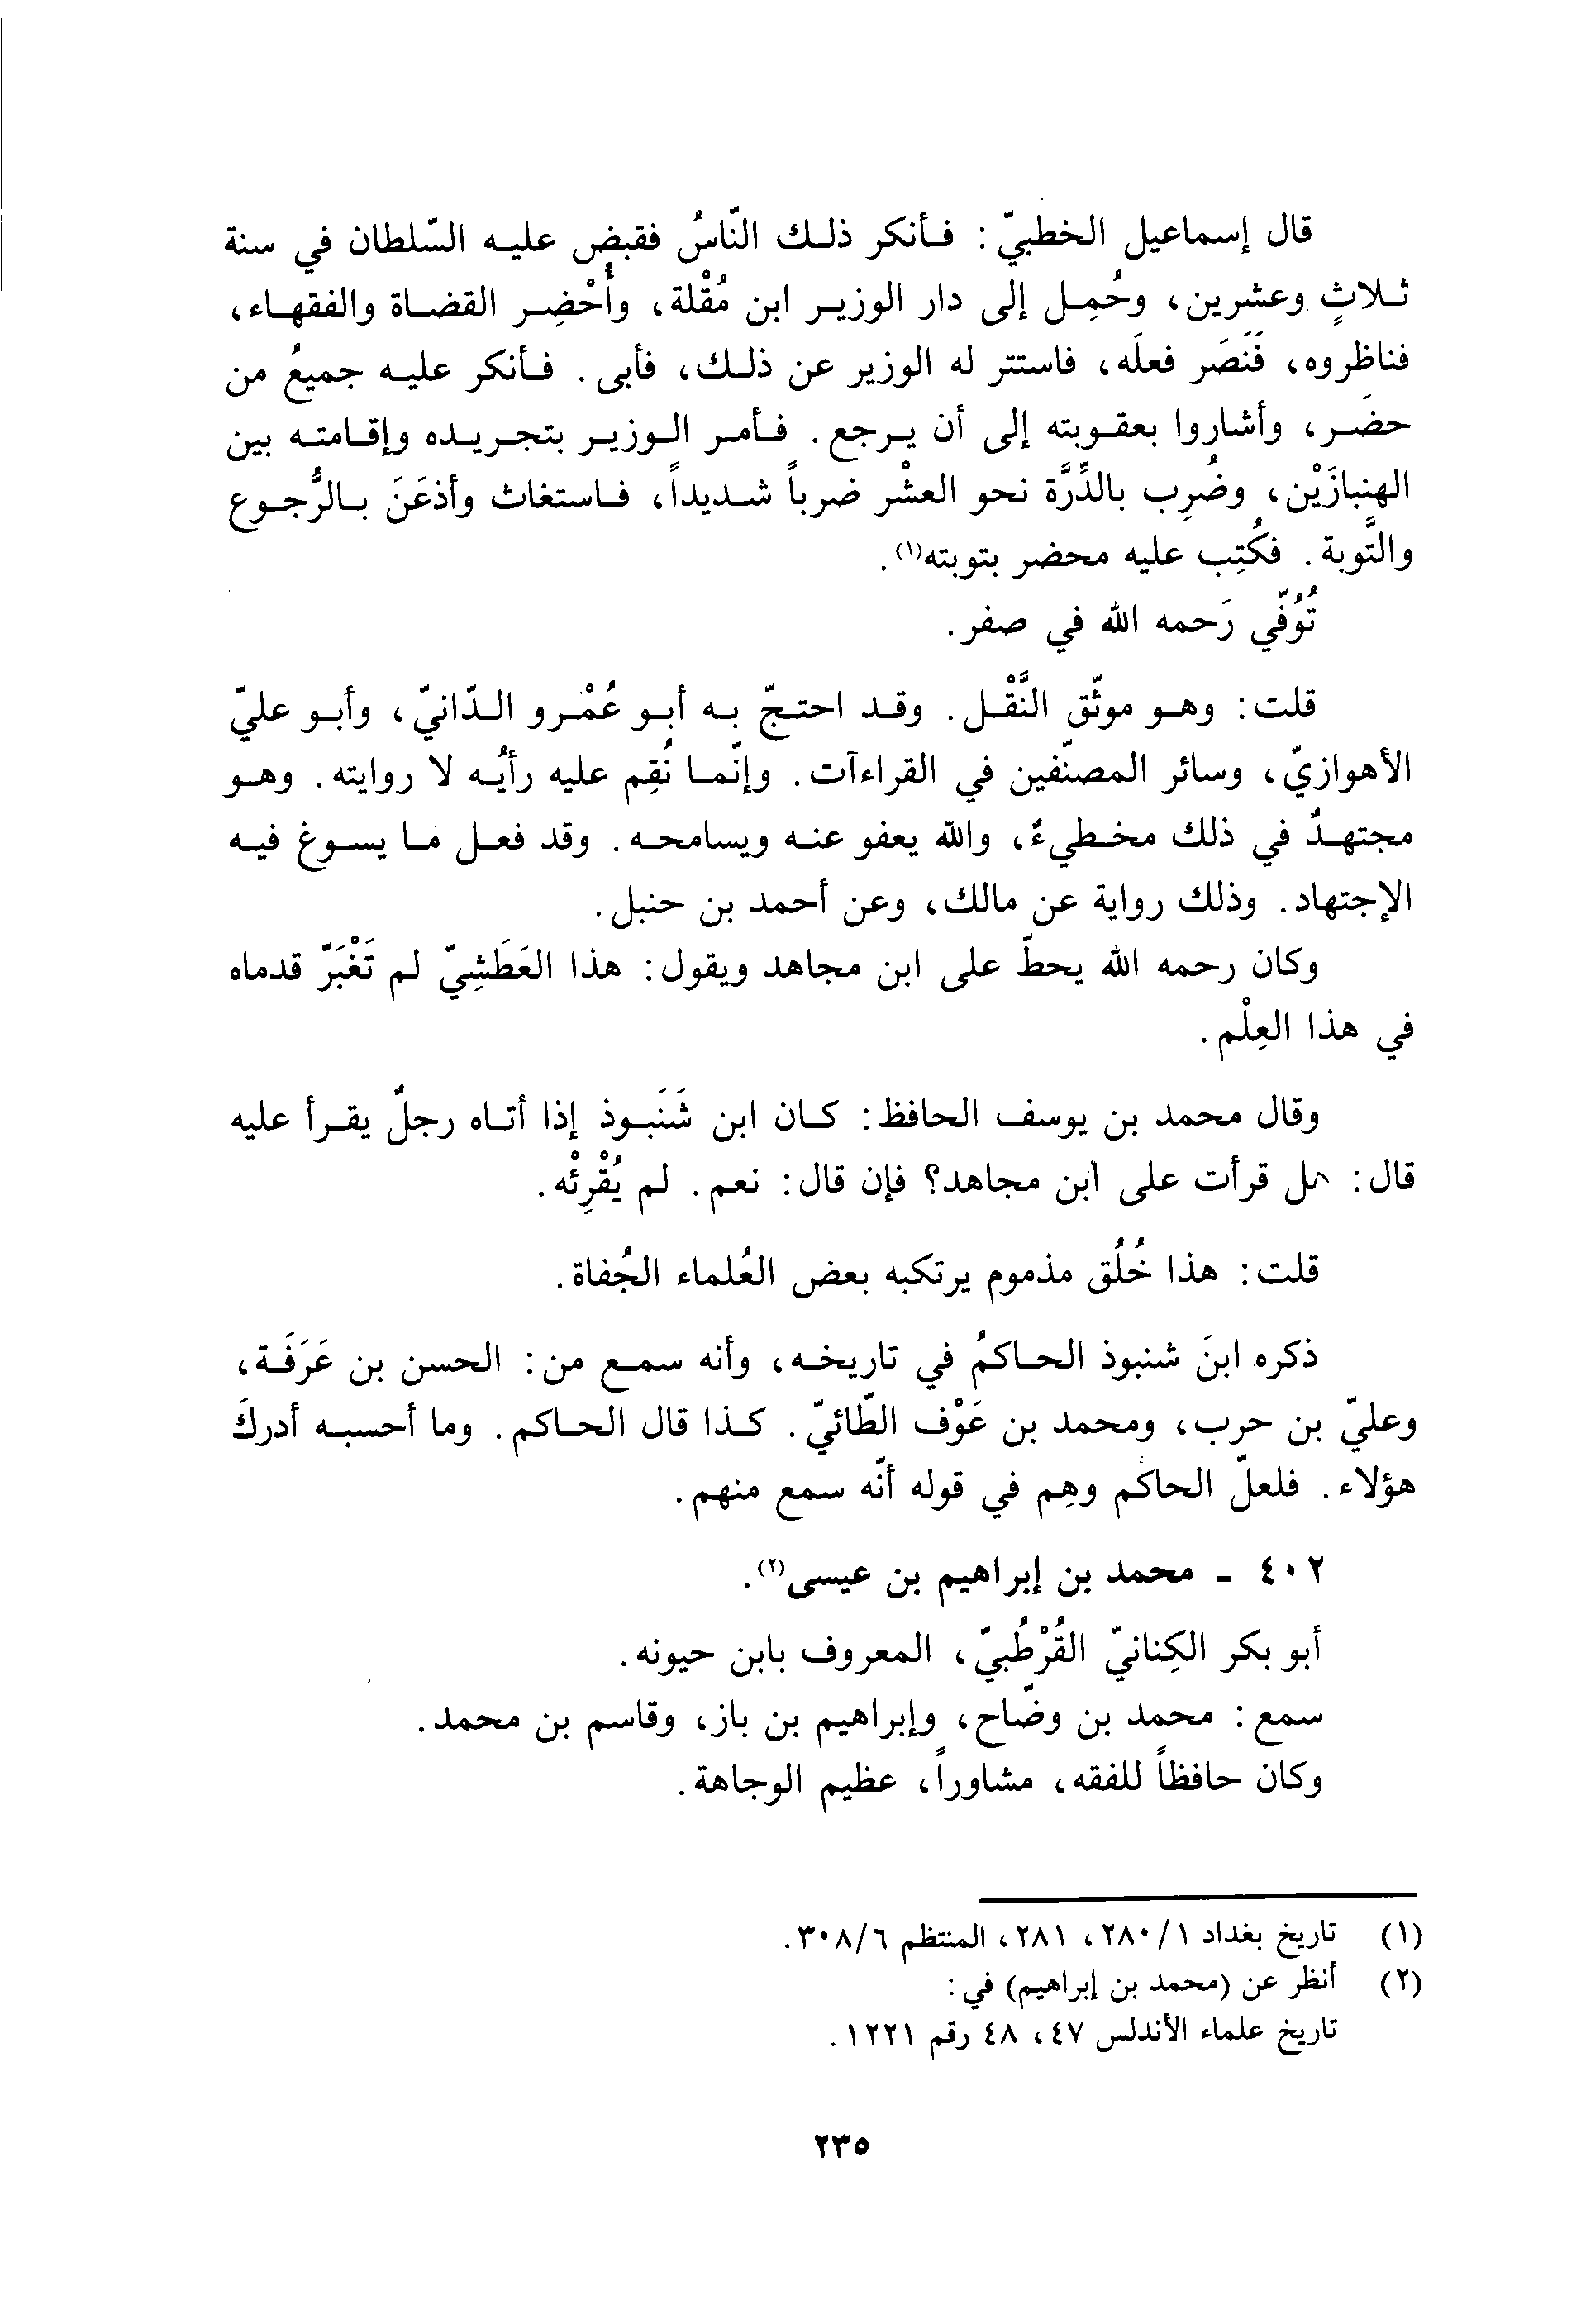 قال إسماعيل الخطبيّ: فأنكر ذلك النّاسُ فقبض عليه السّلطان في سنة
ثلاثٍ وعشرين، وحُمِل إلى دار الوزير ابن مُقْلة، وأُحْضِر القضاة والفقهاء،
فناظروه، فَنَصَر فعلَه، فاستتر له الوزير عن ذلك، فأبى. فأنكر عليه جميعُ من
حضَر، وأشاروا بعقوبته إلى أن يرجع. فأمر الوزير بتجريده وإقامته بين
الهنبازَيْن، وضُرِب بالدِّرَّة نحو العشْر ضرباً شديداً، فاستغاث وأذعَنَ بالرُّجوع
والتَّوبة. فكُتِب عليه محضر بتوبته(١).
تُوُفّي رَحمه الله في صفر.
قلت: وهو موثّق النَّقْل. وقد احتجّ به أبو عُمْرو الدّانيّ، وأبو عليّ
الأهوازيّ، وسائر المصنّفين في القراءآت. وإنّما نُقِم عليه رأيُه لا روايته. وهو
مجتهدٌ في ذلك مخطيءٌ، والله يعفو عنه ويسامحه. وقد فعل ما يسوغ فيه
الإجتهاد. وذلك رواية عن مالك، وعن أحمد بن حنبل.
وكان رحمه الله يحطّ على ابن مجاهد ويقول: هذا العَطَشِيّ لم تَغْبَرّ قدماه
في هذا العِلْم.
وقال محمد بن يوسف الحافظ: كان ابن شَنَبوذ إذا أتاه رجلٌ يقرأ عليه
قال: هل قرأت على ابن مجاهد؟ فإن قال: نعم. لم يُقْرِئْه.
قلت: هذا خُلُق مذموم يرتكبه بعض العُلماء الجُفاة.
ذكره ابنَ شنبوذ الحاكمُ في تاريخه، وأنه سمع من: الحسن بن عَرَفَة،
وعليّ بن حرب، ومحمد بن عَوْف الطّائيّ. كذا قال الحاكم. وما أحسبه أدركَ
هؤلاء. فلعلّ الحاكم وهِم في قوله أنّه سمع منهم.
٤٠٢ - محمد بن إبراهيم بن عيسى(٢).
أبو بكر الكِنانيّ القُرْطُبيّ، المعروف بابن حيونه.
سمع: محمد بن وضّاح، وإبراهيم بن باز، وقاسم بن محمد.
وكان حافظاً للفقه، مشاوراً، عظيم الوجاهة.
(١) تاريخ بغداد ١/ ٢٨٠، ٢٨١، المنتظم ٦/ ٣٠٨.
(٢) أنظر عن (محمد بن إبراهيم) في:
تاريخ علماء الأندلس ٤٧، ٤٨ رقم ١٢٢١.
٢٣٥